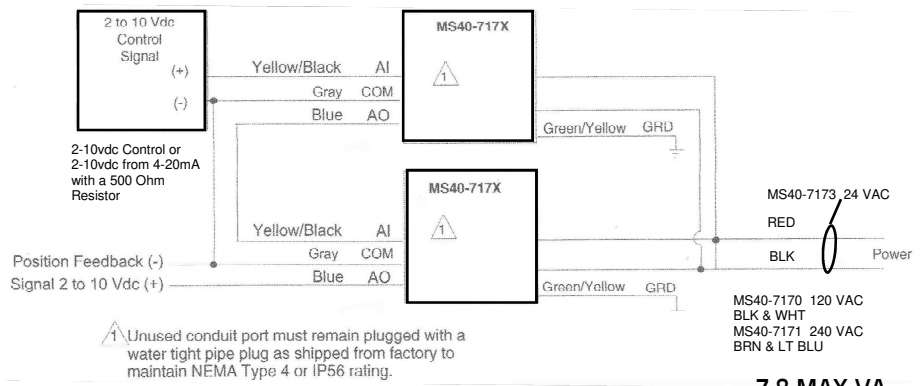 2 to 10 Vdc
Control
Signal
(+)
(-)
2-10vdc Control or
2-10vdc from 4-20mA
with a 500 Ohm
Resistor
MS40-717X
1
Yellow/Black AI
Gray COM
Blue AO
Green/Yellow GRD
MS40-717X
1
Yellow/Black AI
Gray COM
Blue AO
Green/Yellow GRD
Position Feedback (-)
Signal 2 to 10 Vdc (+)
MS40-7173 24 VAC
RED
BLK
Power
MS40-7170 120 VAC
BLK & WHT
MS40-7171 240 VAC
BRN & LT BLU
1 Unused conduit port must remain plugged with a
water tight pipe plug as shipped from factory to
maintain NEMA Type 4 or IP56 rating.
7.8 MAX VA